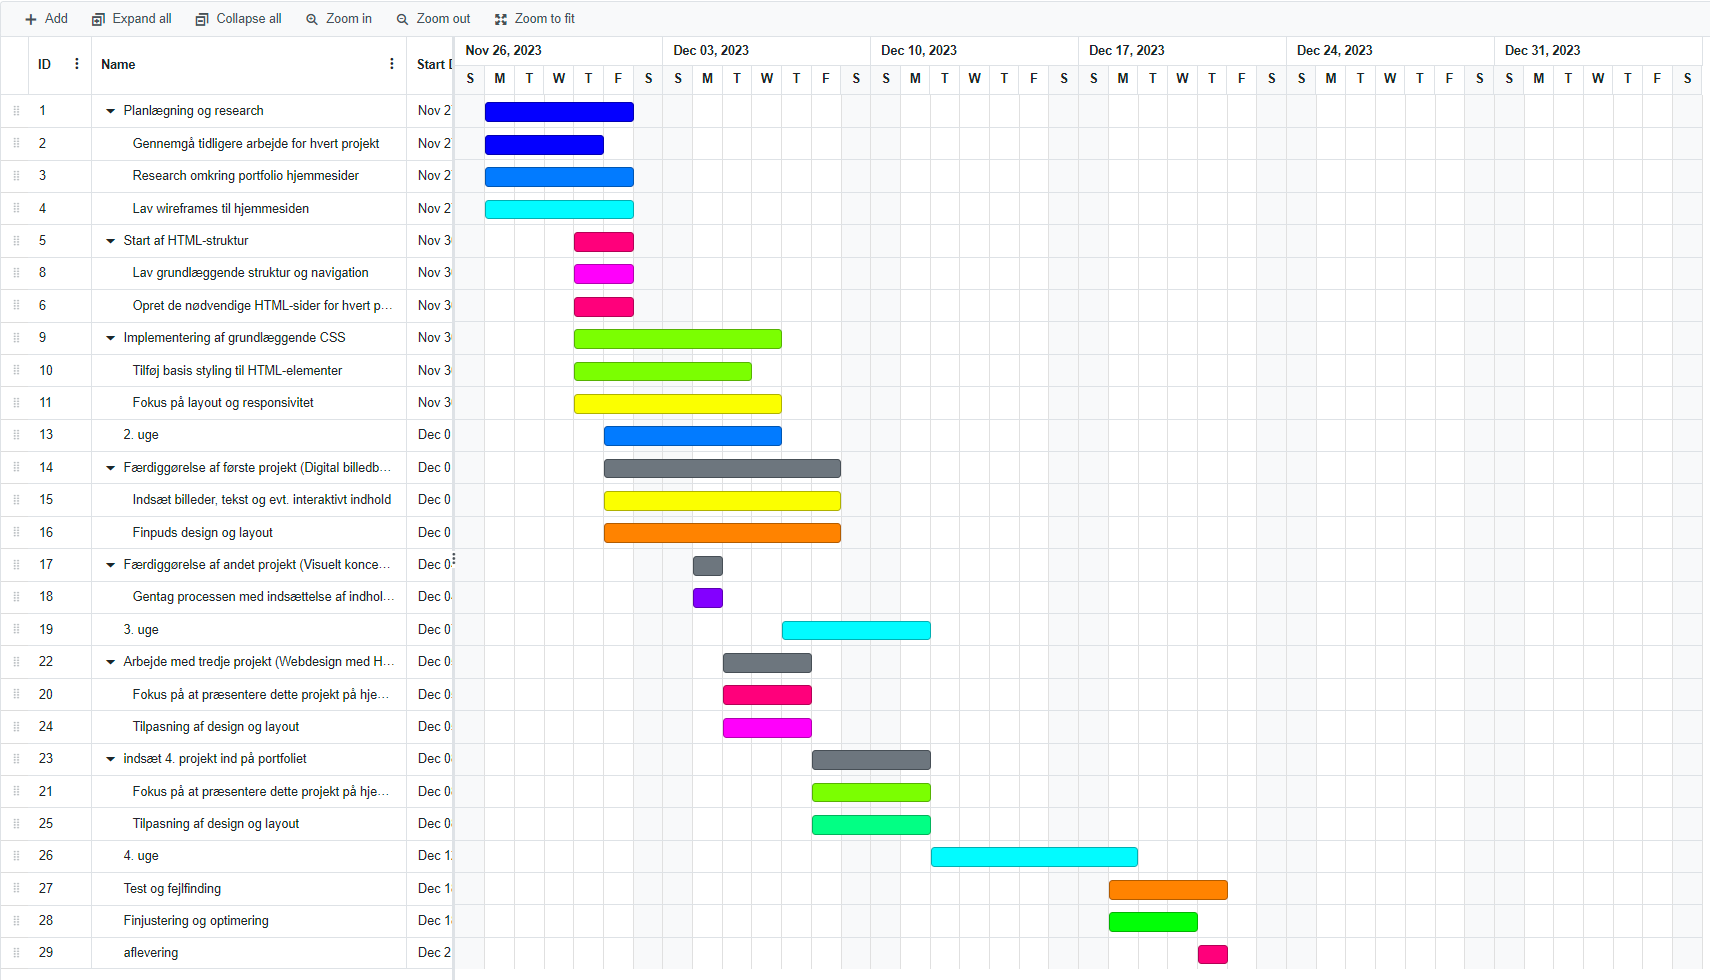 Add Expand all Collapse all Zoom in Zoom out Zoom to fit
Nov 26, 2023 Dec 03, 2023 Dec 10, 2023 Dec 17, 2023 Dec 24, 2023 Dec 31, 2023
ID Name Start D
S M T W T F S S M T W T F S S M T W T F S S M T W T F S S M T W T F S S M T W T F S
1 Planlægning og research Nov 2
2 Gennemgå tidligere arbejde for hvert projekt Nov 2
3 Research omkring portfolio hjemmesider Nov 2
4 Lav wireframes til hjemmesiden Nov 2
5 Start af HTML-struktur Nov 3
8 Lav grundlæggende struktur og navigation Nov 3
6 Opret de nødvendige HTML-sider for hvert p... Nov 3
9 Implementering af grundlæggende CSS Nov 3
10 Tilføj basis styling til HTML-elementer Nov 3
11 Fokus på layout og responsivitet Nov 3
13 2. uge Dec 0
14 Færdiggørelse af første projekt (Digital billedb... Dec 0
15 Indsæt billeder, tekst og evt. interaktivt indhold Dec 0
16 Finpuds design og layout Dec 0
17 Færdiggørelse af andet projekt (Visuelt konce... Dec 0
18 Gentag processen med indsættelse af indhol... Dec 0
19 3. uge Dec 0
22 Arbejde med tredje projekt (Webdesign med H... Dec 0
20 Fokus på at præsentere dette projekt på hje... Dec 0
24 Tilpasning af design og layout Dec 0
23 indsæt 4. projekt ind på portfoliet Dec 0
21 Fokus på at præsentere dette projekt på hje... Dec 0
25 Tilpasning af design og layout Dec 0
26 4. uge Dec 1
27 Test og fejlfinding Dec 1
28 Finjustering og optimering Dec 1
29 aflevering Dec 2